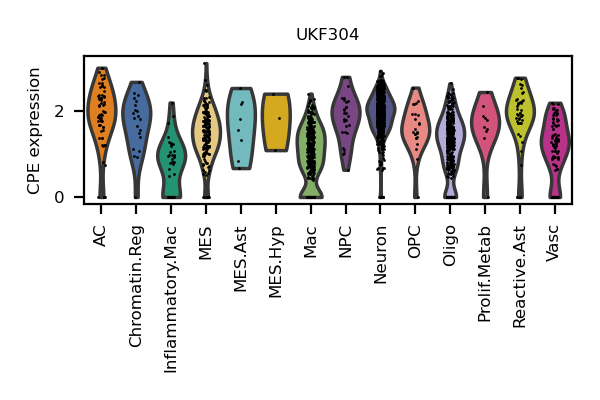 UKF304
CPE expression
2
0
AC
Chromatin.Reg
Inflammatory.Mac
MES
MES.Ast
MES.Hyp
Mac
NPC
Neuron
OPC
Oligo
Prolif.Metab
Reactive.Ast
Vasc